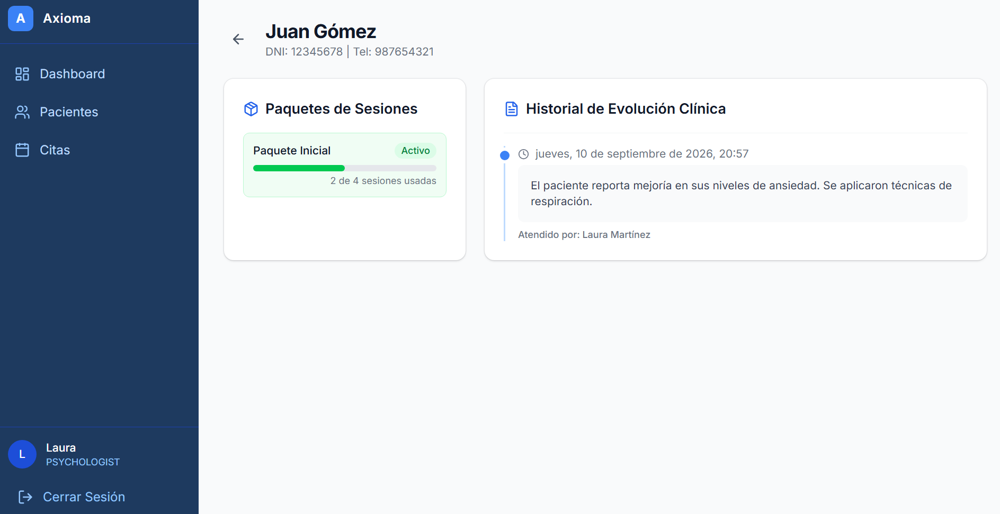 A
Axioma
Dashboard
Pacientes
Citas
L
Laura
PSYCHOLOGIST
Cerrar Sesión
Juan Gómez
DNI: 12345678 | Tel: 987654321
Paquetes de Sesiones
Paquete Inicial
Activo
2 de 4 sesiones usadas
Historial de Evolución Clínica
jueves, 10 de septiembre de 2026, 20:57
El paciente reporta mejoría en sus niveles de ansiedad. Se aplicaron técnicas de
respiración.
Atendido por: Laura Martínez